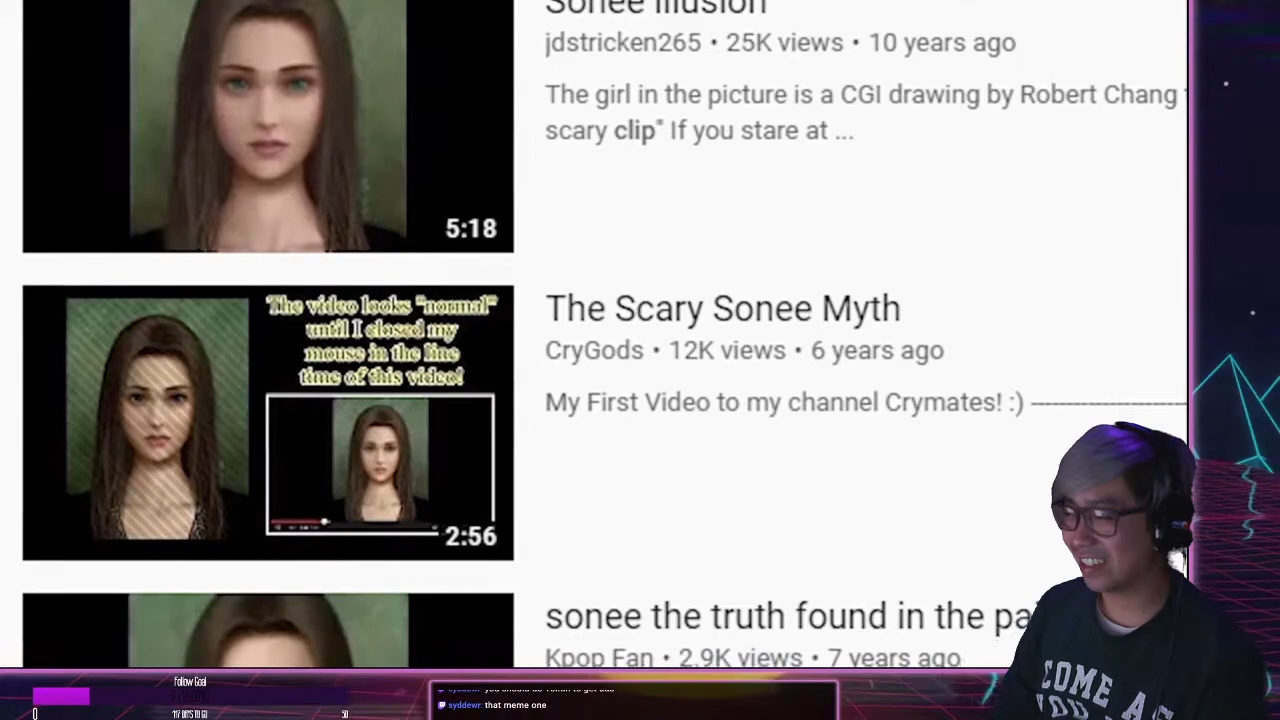 Sonee Illusion
jdstricken265 • 25K views • 10 years ago
The girl in the picture is a CGI drawing by Robert Chang
scary clip" If you stare at ...
5:18
The video looks "normal"
until I closed my
mouse in the line
time of this video!
2:56
The Scary Sonee Myth
CryGods • 12K views • 6 years ago
My First Video to my channel Crymates! :) ----------------
sonee the truth found in the
Kpop Fan • 2.9K views • 7 years ago
COME
YOU
Follow Goal
0
50
syddewr: that meme one